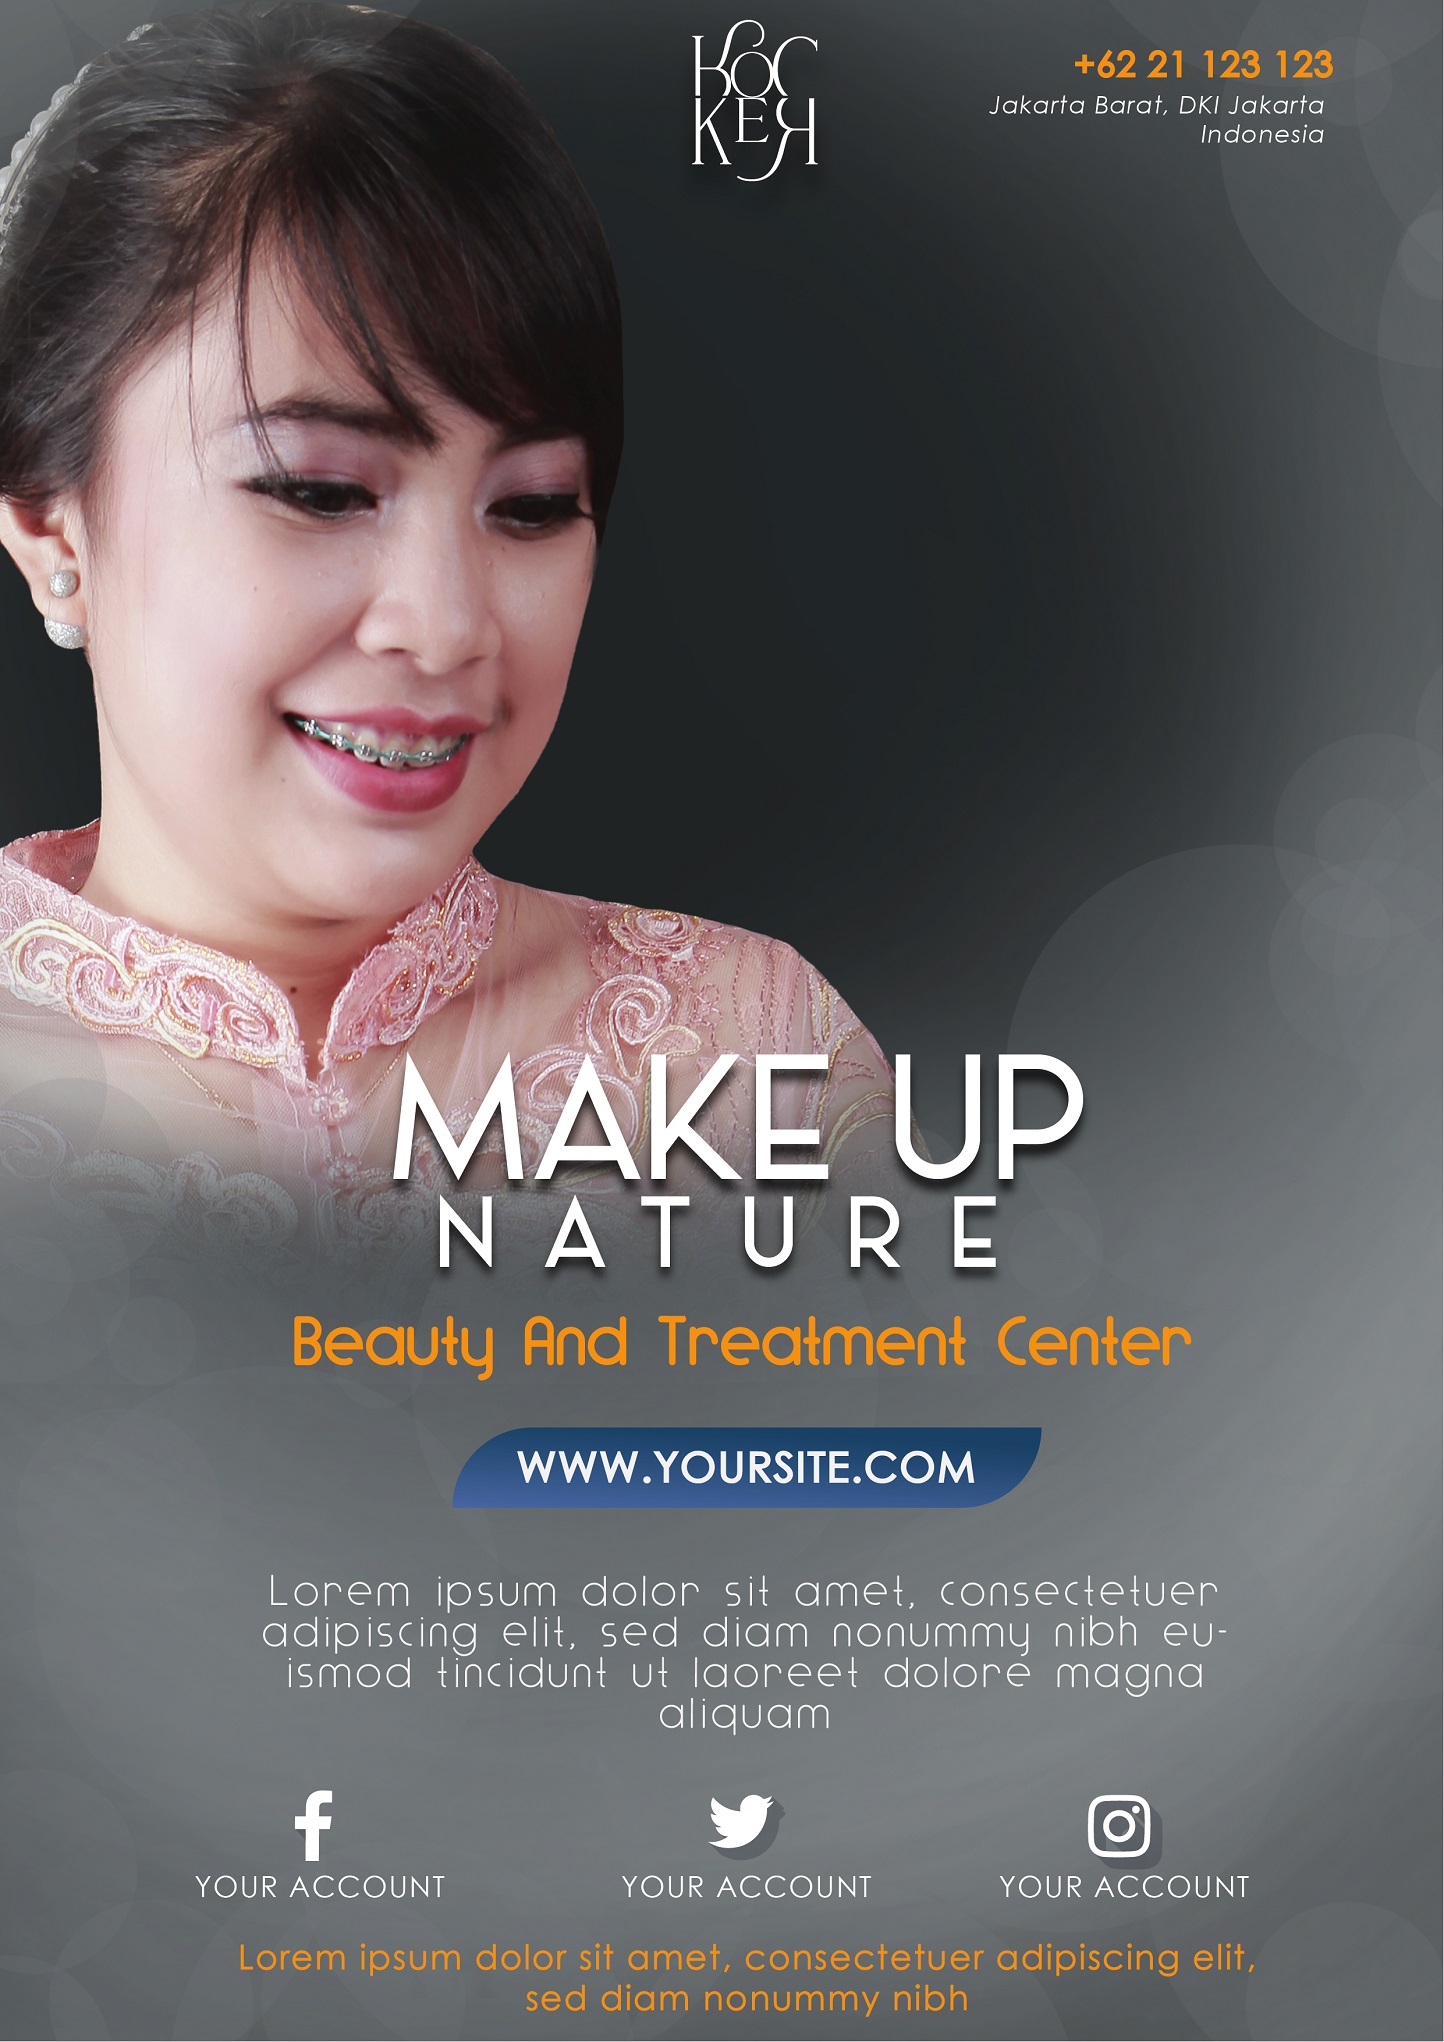 KOC
KER
+62 21 123 123
Jakarta Barat, DKI Jakarta
Indonesia
MAKE UP
NATURE
Beauty And Treatment Center
WWW.YOURSITE.COM
Lorem ipsum dolor sit amet, consectetuer
adipiscing elit, sed diam nonummy nibh eu-
ismod tincidunt ut laoreet dolore magna
aliquam
YOUR ACCOUNT
YOUR ACCOUNT
YOUR ACCOUNT
Lorem ipsum dolor sit amet, consectetuer adipiscing elit,
sed diam nonummy nibh